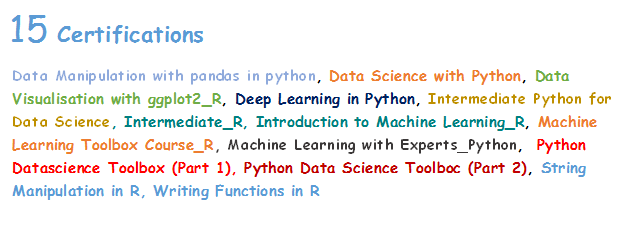 15 Certifications
Data Manipulation with pandas in python, Data Science with Python, Data
Visualisation with ggplot2_R, Deep Learning in Python, Intermediate Python for
Data Science, Intermediate_R, Introduction to Machine Learning_R, Machine
Learning Toolbox Course_R, Machine Learning with Experts_Python, Python
Datascience Toolbox (Part 1), Python Data Science Toolboc (Part 2), String
Manipulation in R, Writing Functions in R